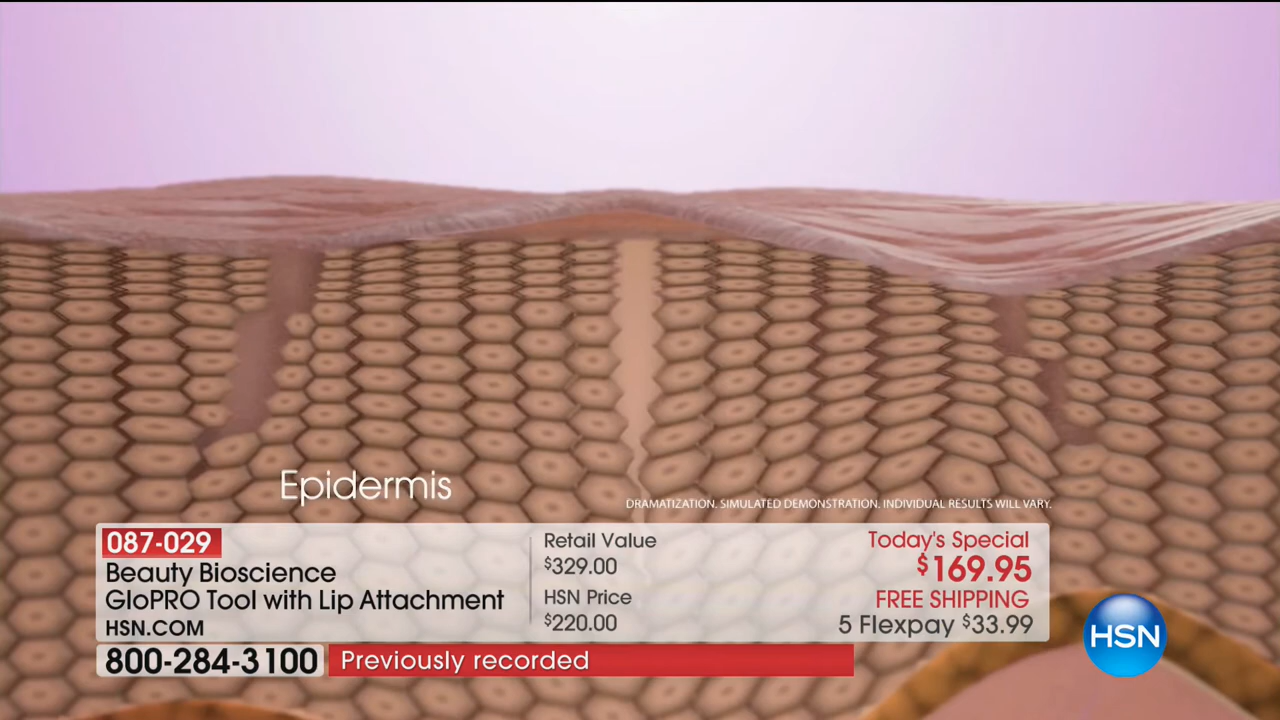 Epidermis
DRAMATIZATION. SIMULATED DEMONSTRATION. INDIVIDUAL RESULTS WILL VARY.
087-029
Beauty Bioscience
GloPRO Tool with Lip Attachment
HSN.COM
Retail Value
$329.00
HSN Price
$220.00
Today's Special
$169.95
FREE SHIPPING
5 Flexpay $33.99
800-284-3100
Previously recorded
HSN